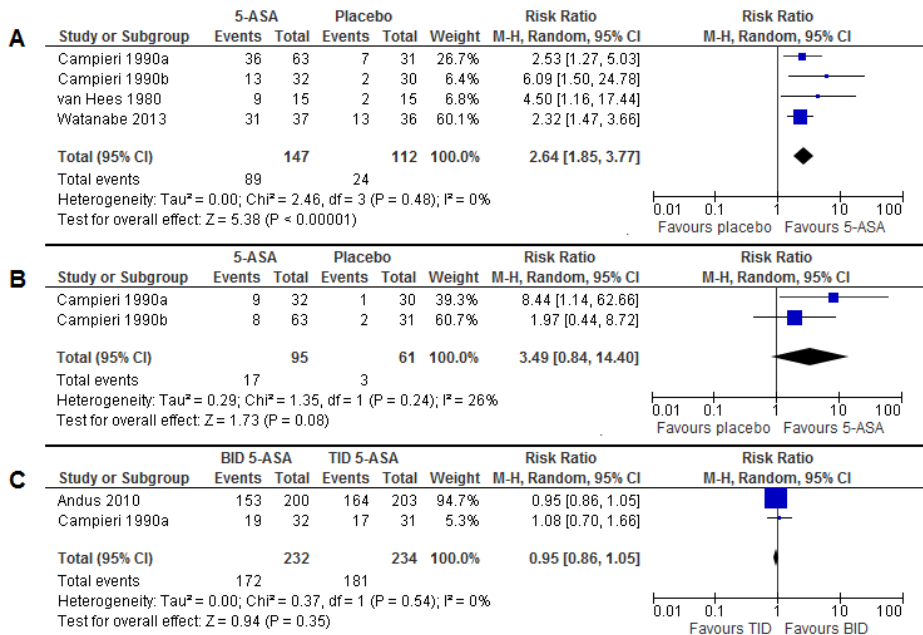 A
5-ASA Placebo Risk Ratio Risk Ratio
Study or Subgroup Events Total Events Total Weight M-H, Random, 95% CI M-H, Random, 95% CI
Campieri 1990a 36 63 7 31 26.7% 2.53 [1.27, 5.03]
Campieri 1990b 13 32 2 30 6.4% 6.09 [1.50, 24.78]
van Hees 1980 9 15 2 15 6.8% 4.50 [1.16, 17.44]
Watanabe 2013 31 37 13 36 60.1% 2.32 [1.47, 3.66]
Total (95% CI) 147 112 100.0% 2.64 [1.85, 3.77]
Total events 89 24
Heterogeneity: Tau² = 0.00; Chi² = 2.46, df = 3 (P = 0.48); I² = 0%
Test for overall effect: Z = 5.38 (P < 0.00001)
0.01 0.1 1 10 100
Favours placebo Favours 5-ASA
B
5-ASA Placebo Risk Ratio Risk Ratio
Study or Subgroup Events Total Events Total Weight M-H, Random, 95% CI M-H, Random, 95% CI
Campieri 1990a 9 32 1 30 39.3% 8.44 [1.14, 62.66]
Campieri 1990b 8 63 2 31 60.7% 1.97 [0.44, 8.72]
Total (95% CI) 95 61 100.0% 3.49 [0.84, 14.40]
Total events 17 3
Heterogeneity: Tau² = 0.29; Chi² = 1.35, df = 1 (P = 0.24); I² = 26%
Test for overall effect: Z = 1.73 (P = 0.08)
0.01 0.1 1 10 100
Favours placebo Favours 5-ASA
C
BID 5-ASA TID 5-ASA Risk Ratio Risk Ratio
Study or Subgroup Events Total Events Total Weight M-H, Random, 95% CI M-H, Random, 95% CI
Andus 2010 153 200 164 203 94.7% 0.95 [0.86, 1.05]
Campieri 1990a 19 32 17 31 5.3% 1.08 [0.70, 1.66]
Total (95% CI) 232 234 100.0% 0.95 [0.86, 1.05]
Total events 172 181
Heterogeneity: Tau² = 0.00; Chi² = 0.37, df = 1 (P = 0.54); I² = 0%
Test for overall effect: Z = 0.94 (P = 0.35)
0.01 0.1 1 10 100
Favours TID Favours BID